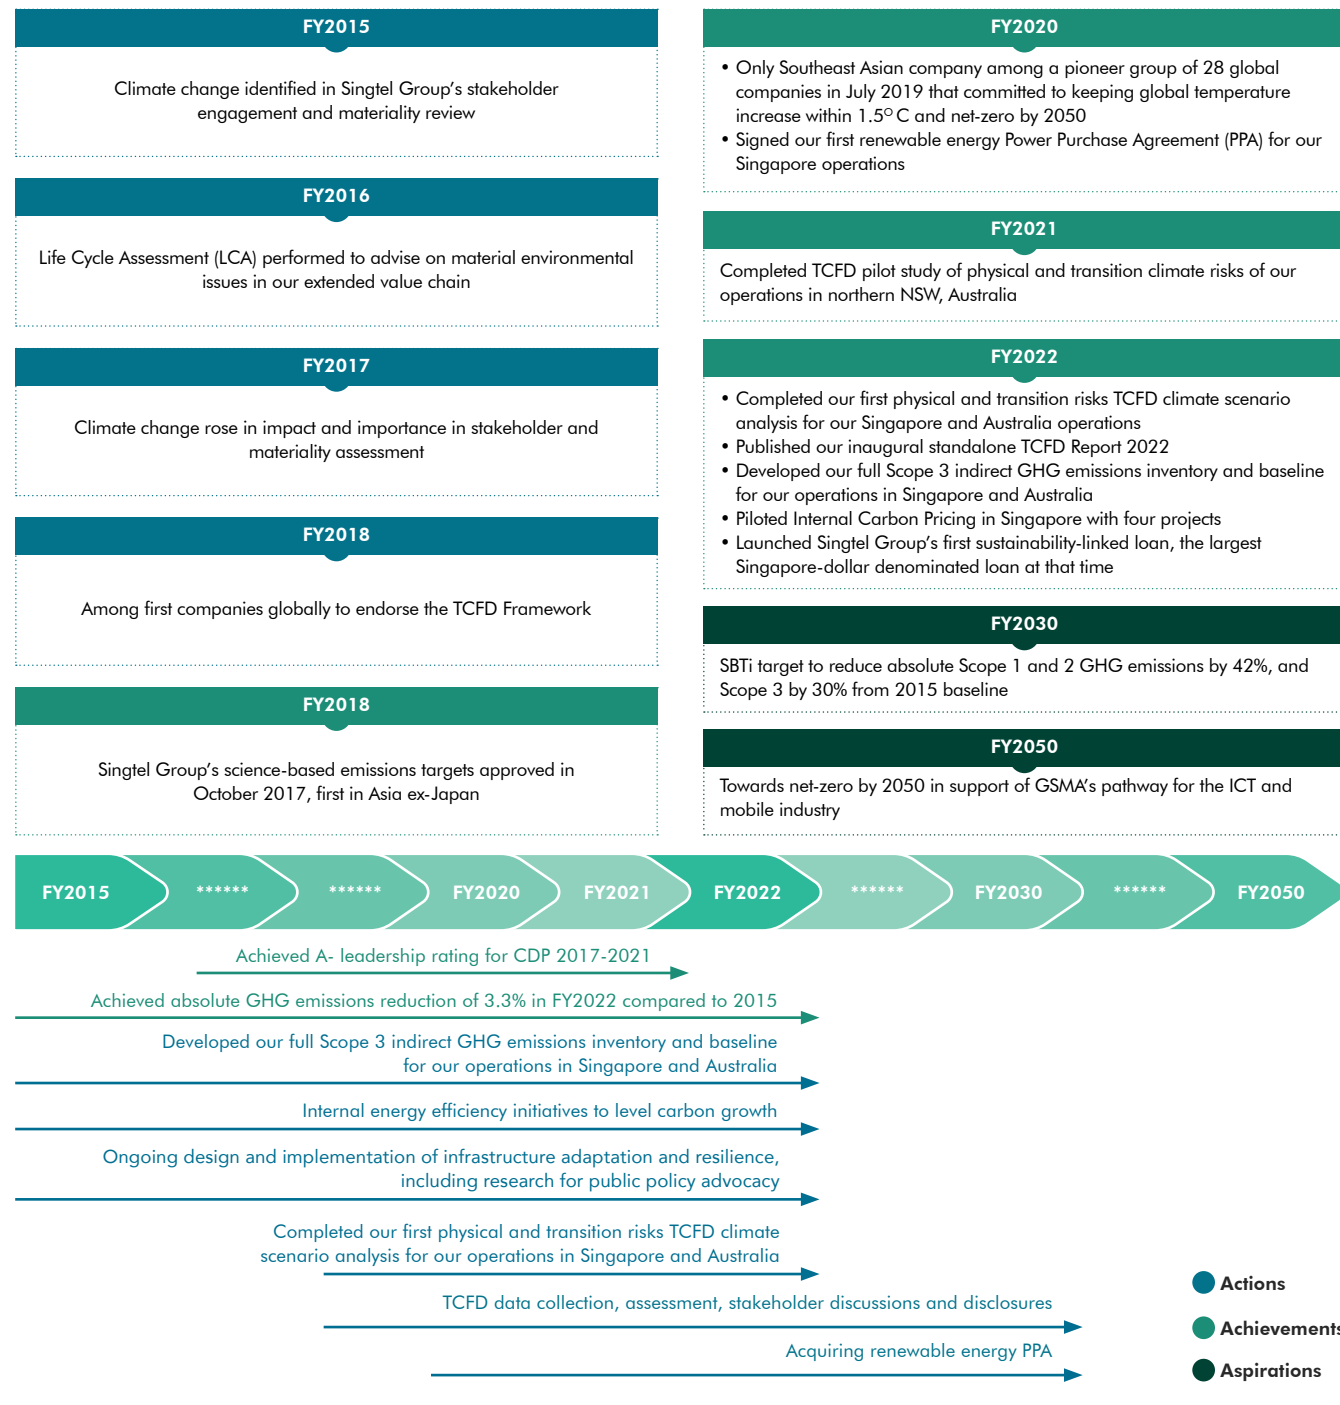 FY2015
Climate change identified in Singtel Group's stakeholder
engagement and materiality review
FY2016
Life Cycle Assessment (LCA) performed to advise on material environmental
issues in our extended value chain
FY2017
Climate change rose in impact and importance in stakeholder and
materiality assessment
FY2018
Among first companies globally to endorse the TCFD Framework
FY2018
Singtel Group's science-based emissions targets approved in
October 2017, first in Asia ex-Japan
FY2020
• Only Southeast Asian company among a pioneer group of 28 global
companies in July 2019 that committed to keeping global temperature
increase within 1.5° C and net-zero by 2050
• Signed our first renewable energy Power Purchase Agreement (PPA) for our
Singapore operations
FY2021
Completed TCFD pilot study of physical and transition climate risks of our
operations in northern NSW, Australia
FY2022
• Completed our first physical and transition risks TCFD climate scenario
analysis for our Singapore and Australia operations
• Published our inaugural standalone TCFD Report 2022
• Developed our full Scope 3 indirect GHG emissions inventory and baseline
for our operations in Singapore and Australia
• Piloted Internal Carbon Pricing in Singapore with four projects
• Launched Singtel Group's first sustainability-linked loan, the largest
Singapore-dollar denominated loan at that time
FY2030
SBTi target to reduce absolute Scope 1 and 2 GHG emissions by 42%, and
Scope 3 by 30% from 2015 baseline
FY2050
Towards net-zero by 2050 in support of GSMA's pathway for the ICT and
mobile industry
FY2015 ****** ****** FY2020 FY2021 FY2022 ****** FY2030 ****** FY2050
Achieved A- leadership rating for CDP 2017-2021
Achieved absolute GHG emissions reduction of 3.3% in FY2022 compared to 2015
Developed our full Scope 3 indirect GHG emissions inventory and baseline
for our operations in Singapore and Australia
Internal energy efficiency initiatives to level carbon growth
Ongoing design and implementation of infrastructure adaptation and resilience,
including research for public policy advocacy
Completed our first physical and transition risks TCFD climate
scenario analysis for our operations in Singapore and Australia
TCFD data collection, assessment, stakeholder discussions and disclosures
Acquiring renewable energy PPA
Actions
Achievements
Aspirations